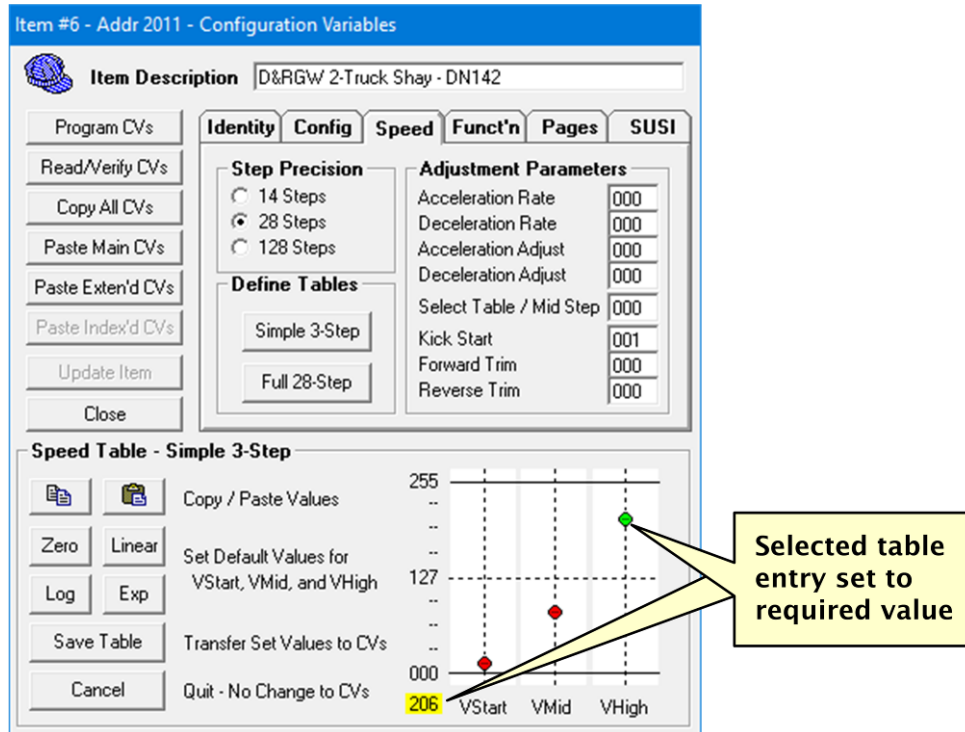 Item #6 - Addr 2011 - Configuration Variables
Item Description D&RGW 2-Truck Shay - DN142
Program CVs
Read/Verify CVs
Copy All CVs
Paste Main CVs
Paste Exten'd CVs
Paste Index'd CVs
Update Item
Close
Identity Config Speed Funct'n Pages SUSI
Step Precision
14 Steps
28 Steps
128 Steps
Define Tables
Simple 3-Step
Full 28-Step
Adjustment Parameters
Acceleration Rate 000
Deceleration Rate 000
Acceleration Adjust 000
Deceleration Adjust 000
Select Table / Mid Step 000
Kick Start 001
Forward Trim 000
Reverse Trim 000
Speed Table - Simple 3-Step
Copy / Paste Values
Zero Linear
Log Exp
Set Default Values for
VStart, VMid, and VHigh
Save Table Transfer Set Values to CVs
Cancel Quit - No Change to CVs
255
--
--
--
127
--
--
--
000
206 VStart VMid VHigh
Selected table
entry set to
required value